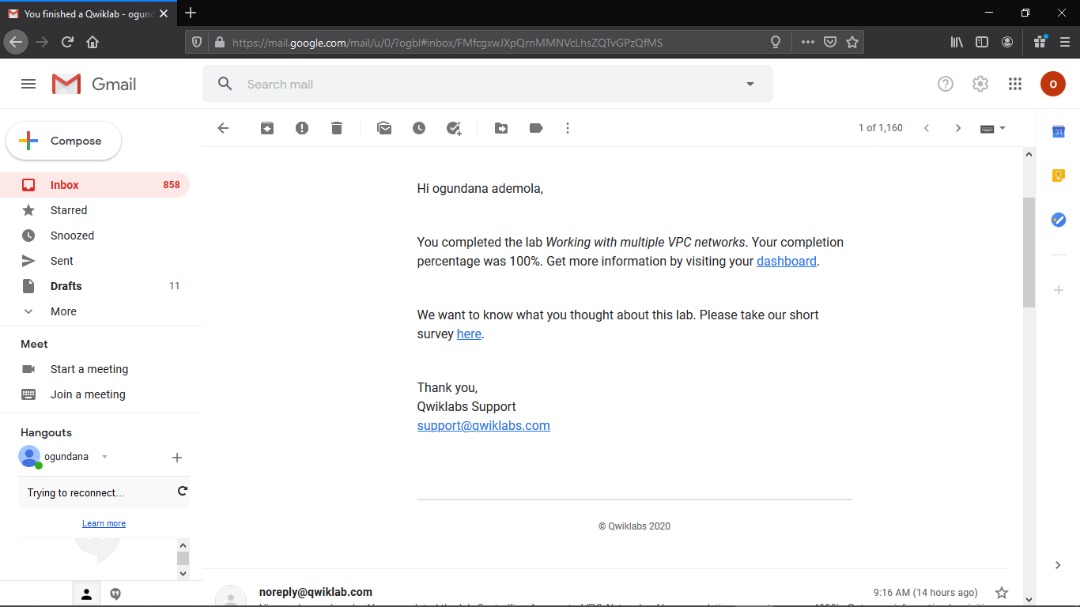 You finished a Qwiklab - ogun
https://mail.google.com/mail/u/0/?ogbl#inbox/FMfcgxwJXpQrnMMNVcLhsZQTvGPzQfMS
Gmail
Search mail
O
Compose
1 of 1,160
31
Inbox 858
Starred
Snoozed
Sent
Drafts 11
More
Meet
Start a meeting
Join a meeting
Hangouts
ogundana
Trying to reconnect...
Learn more
Hi ogundana ademola,
You completed the lab Working with multiple VPC networks. Your completion
percentage was 100%. Get more information by visiting your dashboard.
We want to know what you thought about this lab. Please take our short
survey here.
Thank you,
Qwiklabs Support
support@qwiklabs.com
© Qwiklabs 2020
noreply@qwiklab.com 9:16 AM (14 hours ago)